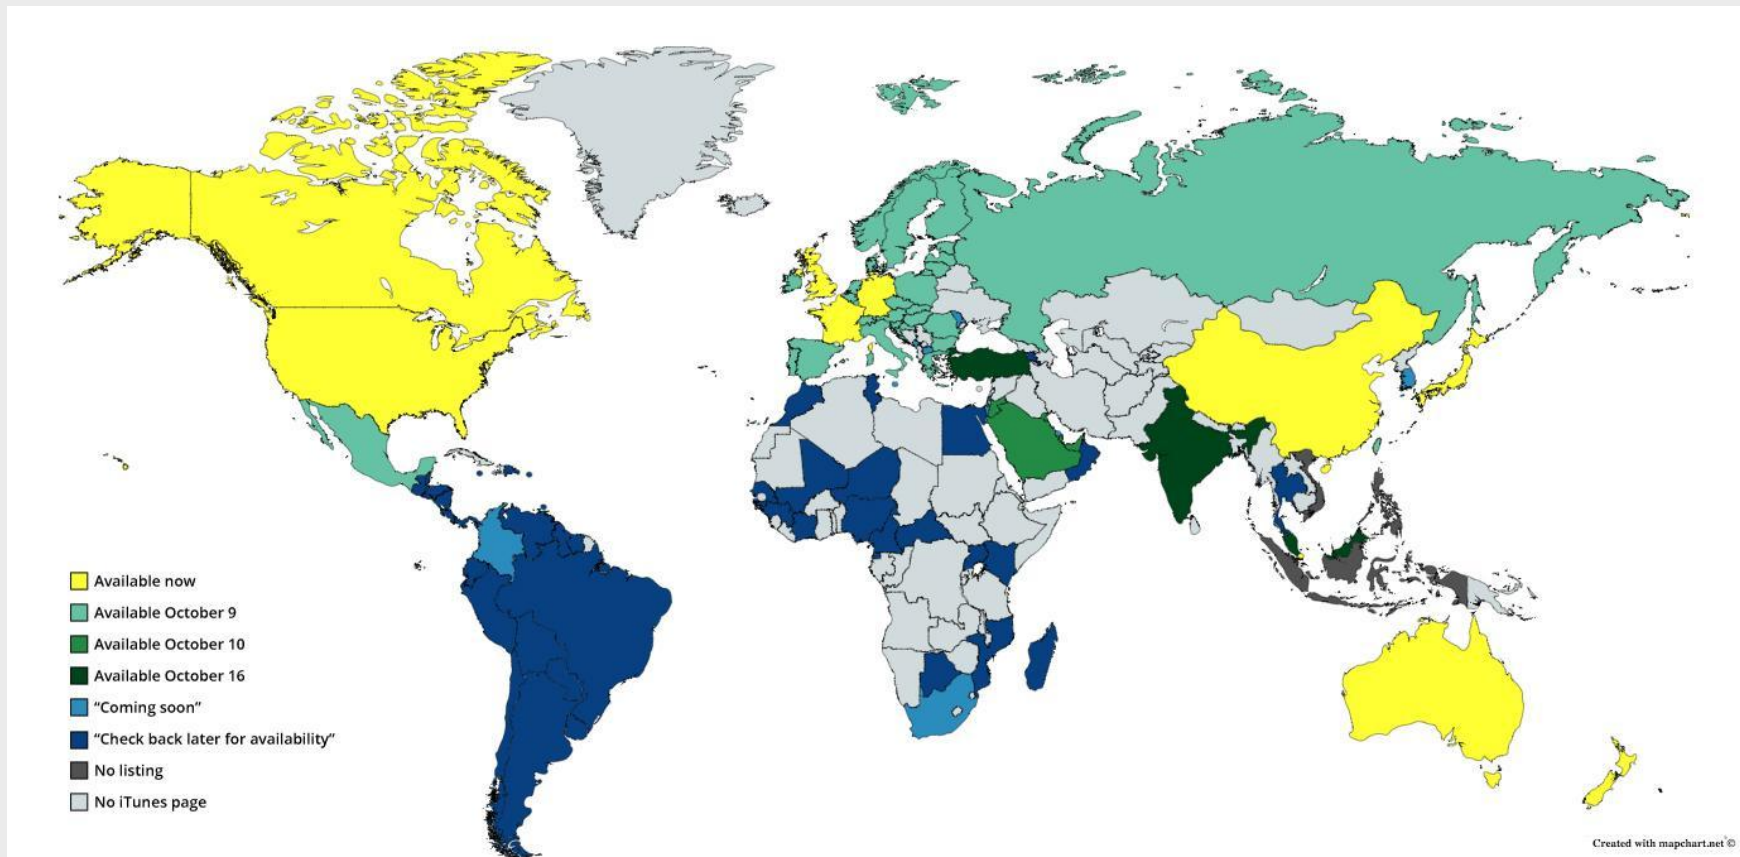 Available now
Available October 9
Available October 10
Available October 16
“Coming soon”
“Check back later for availability”
No listing
No iTunes page
Created with mapchart.net ©